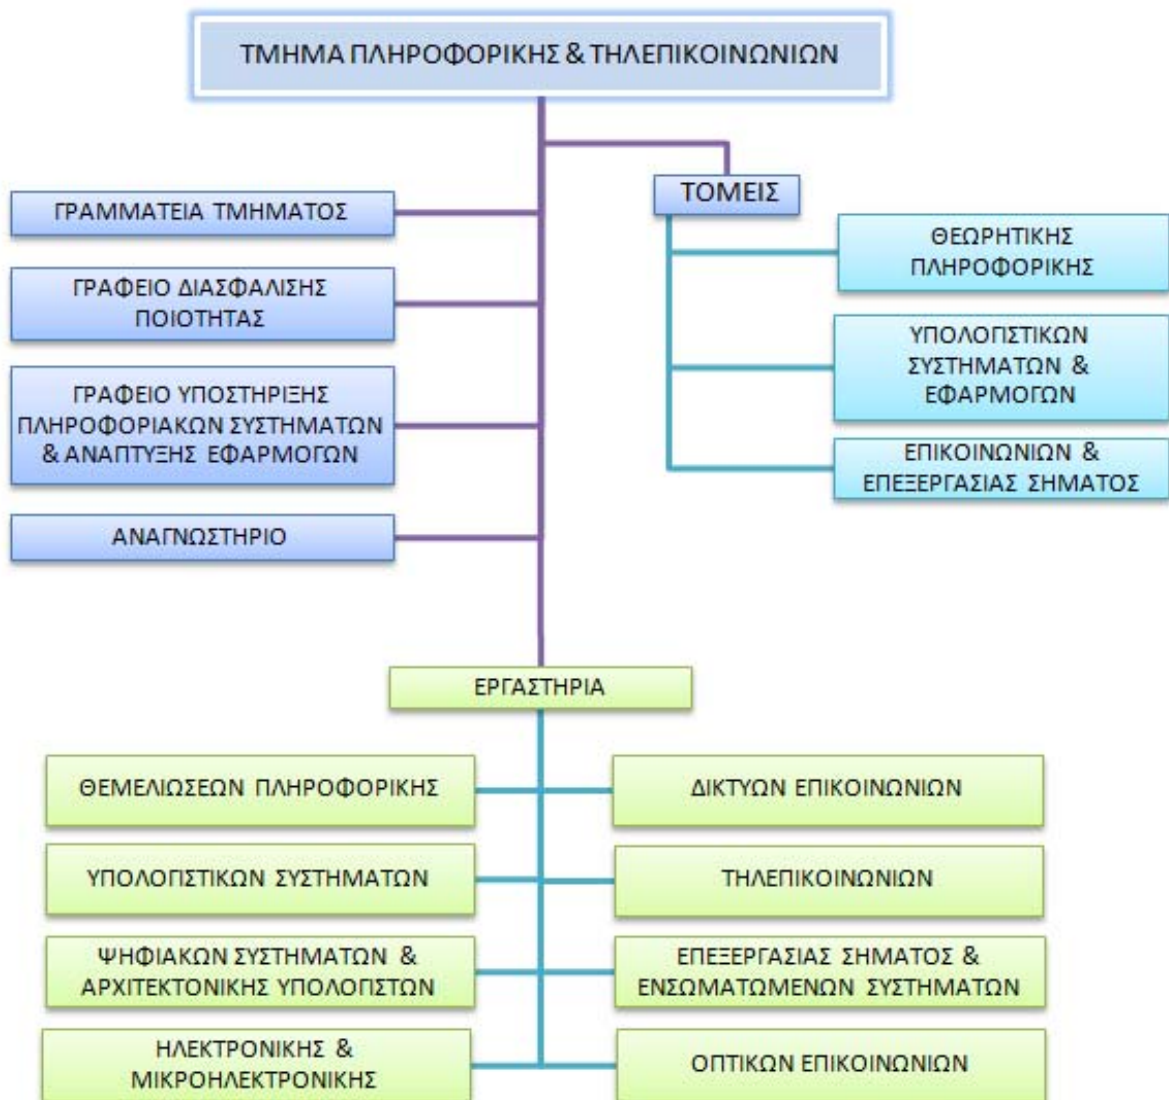 ΤΜΗΜΑ ΠΛΗΡΟΦΟΡΙΚΗΣ & ΤΗΛΕΠΙΚΟΙΝΩΝΙΩΝ
ΓΡΑΜΜΑΤΕΙΑ ΤΜΗΜΑΤΟΣ
ΓΡΑΦΕΙΟ ΔΙΑΣΦΑΛΙΣΗΣ
ΠΟΙΟΤΗΤΑΣ
ΓΡΑΦΕΙΟ ΥΠΟΣΤΗΡΙΞΗΣ
ΠΛΗΡΟΦΟΡΙΑΚΩΝ ΣΥΣΤΗΜΑΤΩΝ
& ΑΝΑΠΤΥΞΗΣ ΕΦΑΡΜΟΓΩΝ
ΑΝΑΓΝΩΣΤΗΡΙΟ
ΤΟΜΕΙΣ
ΘΕΩΡΗΤΙΚΗΣ
ΠΛΗΡΟΦΟΡΙΚΗΣ
ΥΠΟΛΟΓΙΣΤΙΚΩΝ
ΣΥΣΤΗΜΑΤΩΝ &
ΕΦΑΡΜΟΓΩΝ
ΕΠΙΚΟΙΝΩΝΙΩΝ &
ΕΠΕΞΕΡΓΑΣΙΑΣ ΣΗΜΑΤΟΣ
ΕΡΓΑΣΤΗΡΙΑ
ΘΕΜΕΛΙΩΣΕΩΝ ΠΛΗΡΟΦΟΡΙΚΗΣ
ΔΙΚΤΥΩΝ ΕΠΙΚΟΙΝΩΝΙΩΝ
ΥΠΟΛΟΓΙΣΤΙΚΩΝ ΣΥΣΤΗΜΑΤΩΝ
ΤΗΛΕΠΙΚΟΙΝΩΝΙΩΝ
ΨΗΦΙΑΚΩΝ ΣΥΣΤΗΜΑΤΩΝ &
ΑΡΧΙΤΕΚΤΟΝΙΚΗΣ ΥΠΟΛΟΓΙΣΤΩΝ
ΕΠΕΞΕΡΓΑΣΙΑΣ ΣΗΜΑΤΟΣ &
ΕΝΣΩΜΑΤΩΜΕΝΩΝ ΣΥΣΤΗΜΑΤΩΝ
ΗΛΕΚΤΡΟΝΙΚΗΣ &
ΜΙΚΡΟΗΛΕΚΤΡΟΝΙΚΗΣ
ΟΠΤΙΚΩΝ ΕΠΙΚΟΙΝΩΝΙΩΝ